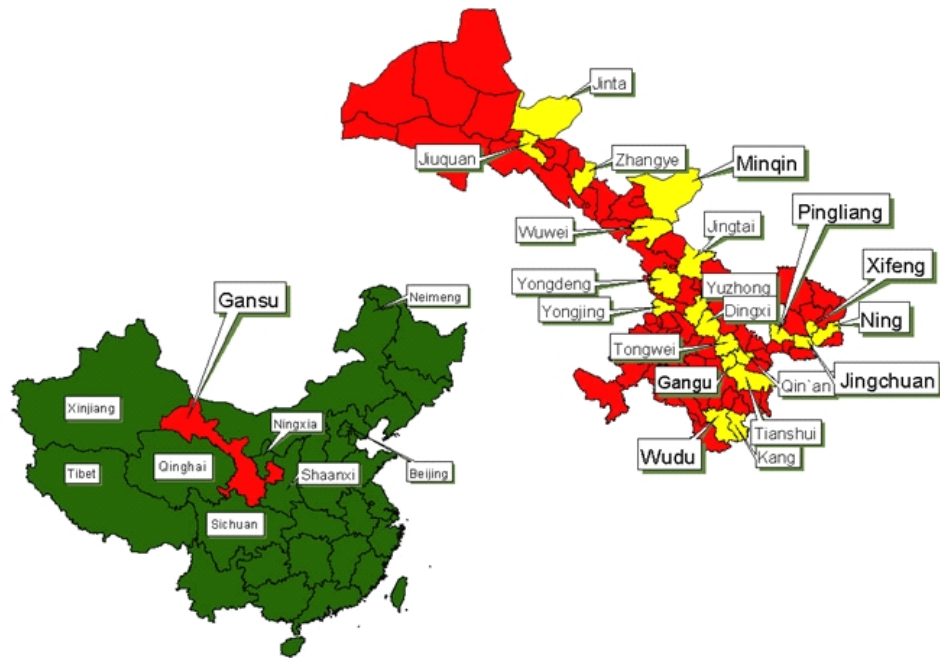 Jinta
Jiuquan
Zhangye
Minqin
Wuwei
Jingtai
Pingliang
Xifeng
Yongdeng
Yuzhong
Yongjing
Dingxi
Ning
Tongwei
Gangu
Qin`an
Jingchuan
Tianshui
Wudu
Kang
Gansu
Neimeng
Xinjiang
Ningxia
Qinghai
Shaanxi
Tibet
Beijing
Sichuan